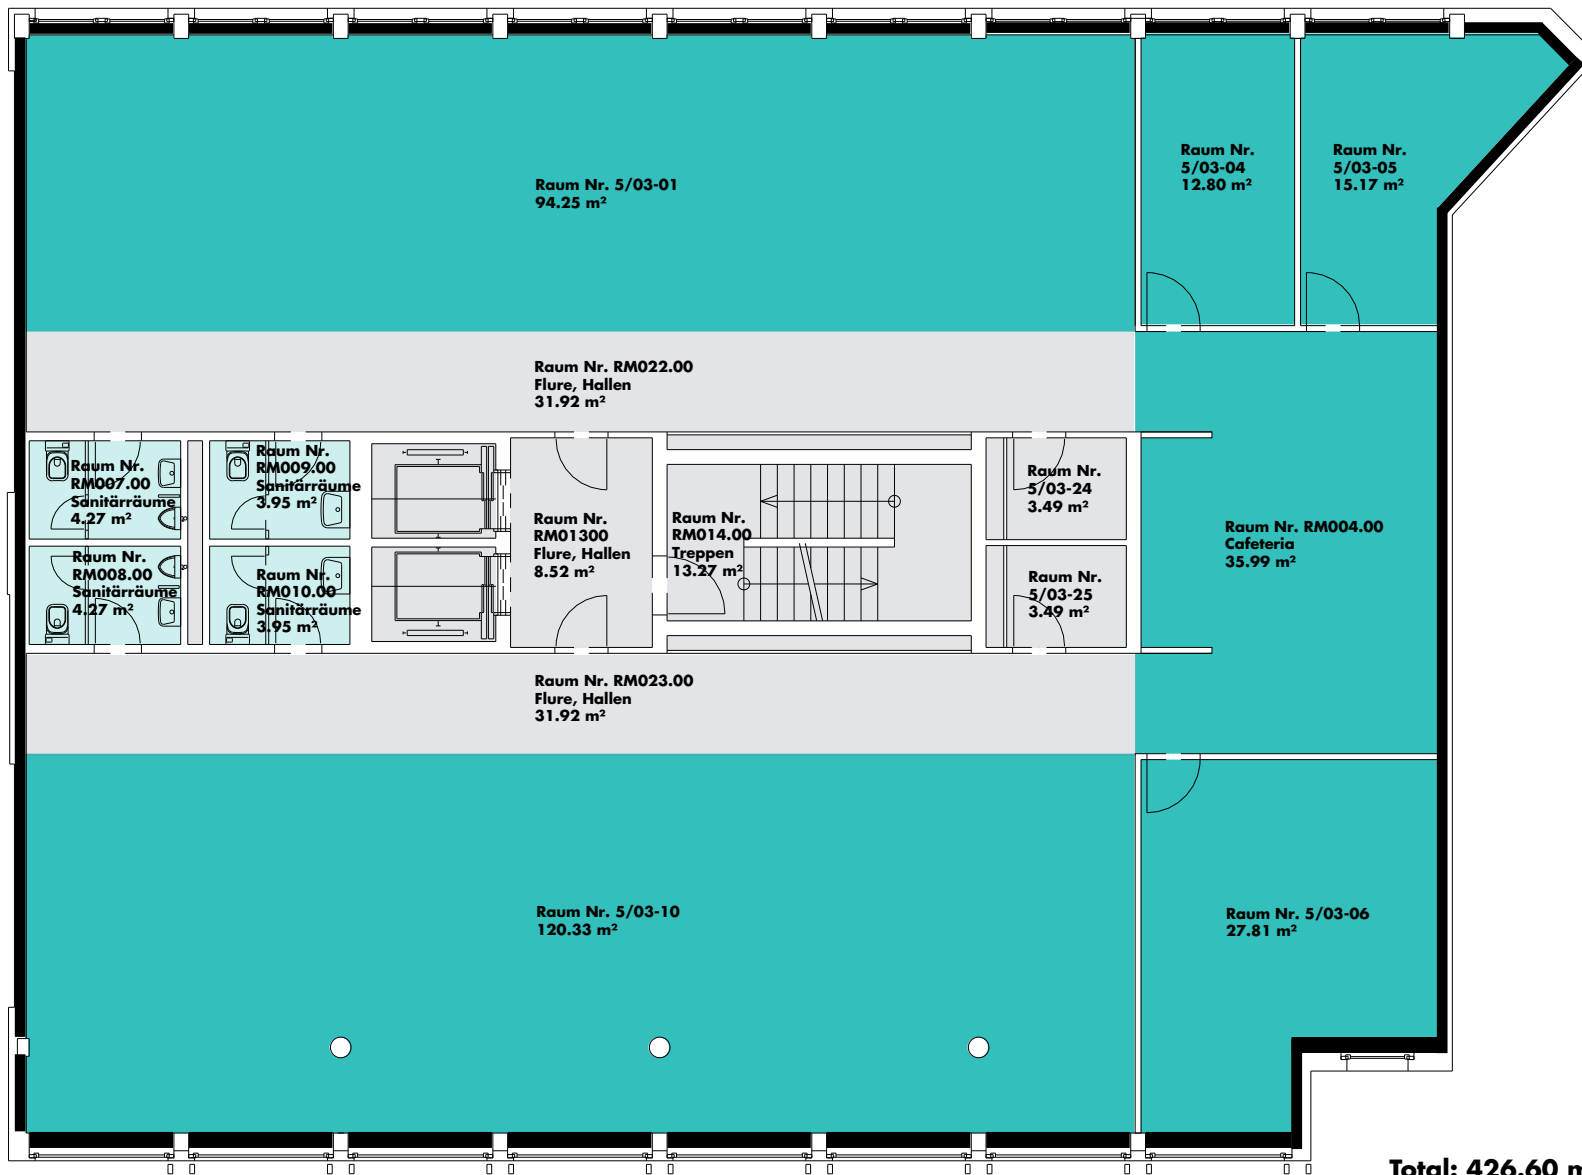 Raum Nr. 5/03-01
94.25 m²
Raum Nr.
5/03-04
12.80 m²
Raum Nr.
5/03-05
15.17 m²
Raum Nr. RM022.00
Flure, Hallen
31.92 m²
Raum Nr.
RM007.00
Sanitärräume
4.27 m²
Raum Nr.
RM009.00
Sanitärräume
3.95 m²
Raum Nr.
RM008.00
Sanitärräume
4.27 m²
Raum Nr.
RM010.00
Sanitärräume
3.95 m²
Raum Nr.
RM01300
Flure, Hallen
8.52 m²
Raum Nr.
RM014.00
Treppen
13.27 m²
Raum Nr.
5/03-24
3.49 m²
Raum Nr.
5/03-25
3.49 m²
Raum Nr. RM004.00
Cafeteria
35.99 m²
Raum Nr. RM023.00
Flure, Hallen
31.92 m²
Raum Nr. 5/03-10
120.33 m²
Raum Nr. 5/03-06
27.81 m²
Total: 426.60 m